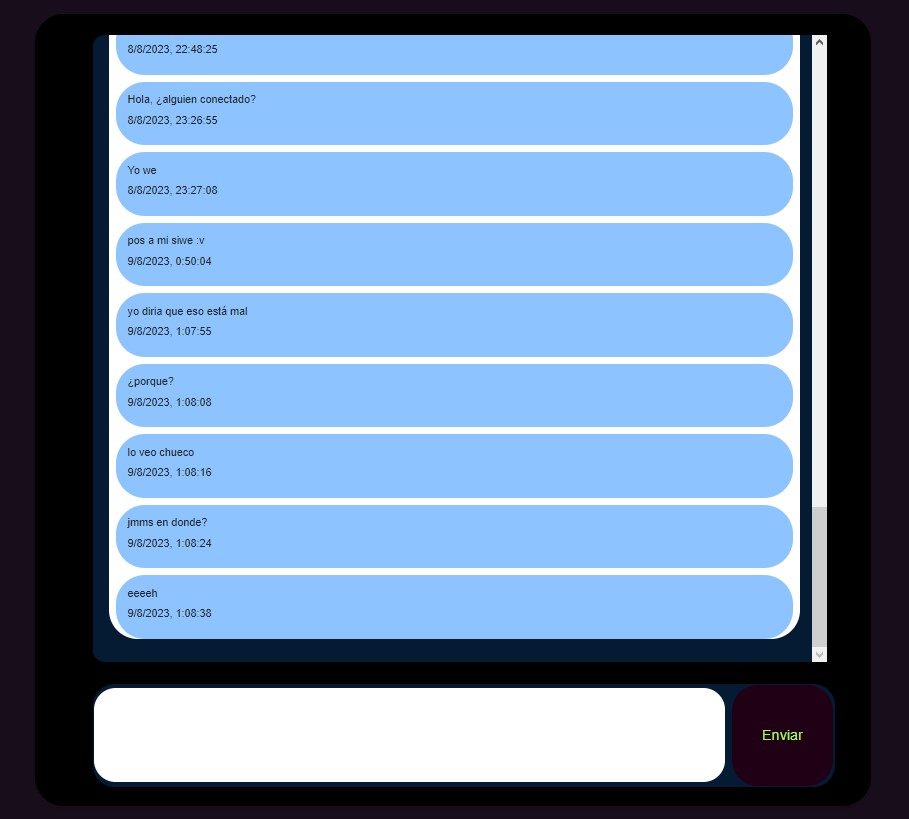 8/8/2023, 22:48:25
Hola, ¿alguien conectado?
8/8/2023, 23:26:55
Yo we
8/8/2023, 23:27:08
pos a mi siwe :v
9/8/2023, 0:50:04
yo diria que eso está mal
9/8/2023, 1:07:55
¿porque?
9/8/2023, 1:08:08
lo veo chueco
9/8/2023, 1:08:16
jmms en donde?
9/8/2023, 1:08:24
eeeeh
9/8/2023, 1:08:38
Enviar